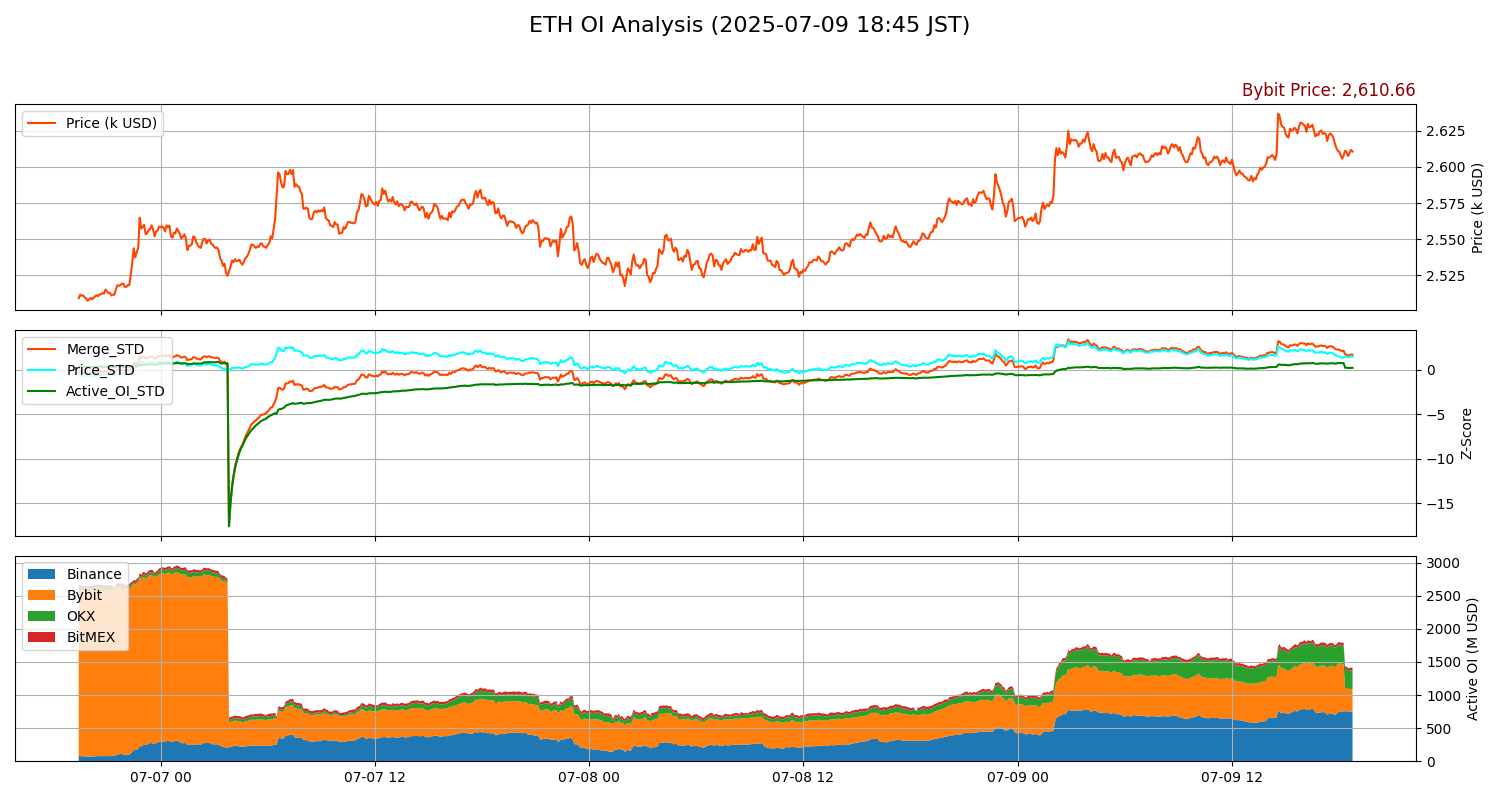 ETH OI Analysis (2025-07-09 18:45 JST)
Bybit Price: 2,610.66
Price (k USD)
2.625
2.600
2.575
2.550
2.525
Price (k USD)
Merge_STD
Price_STD
Active_OI_STD
0
−5
−10
−15
Z-Score
Binance
Bybit
OKX
BitMEX
3000
2500
2000
1500
1000
500
0
Active OI (M USD)
07-07 00
07-07 12
07-08 00
07-08 12
07-09 00
07-09 12